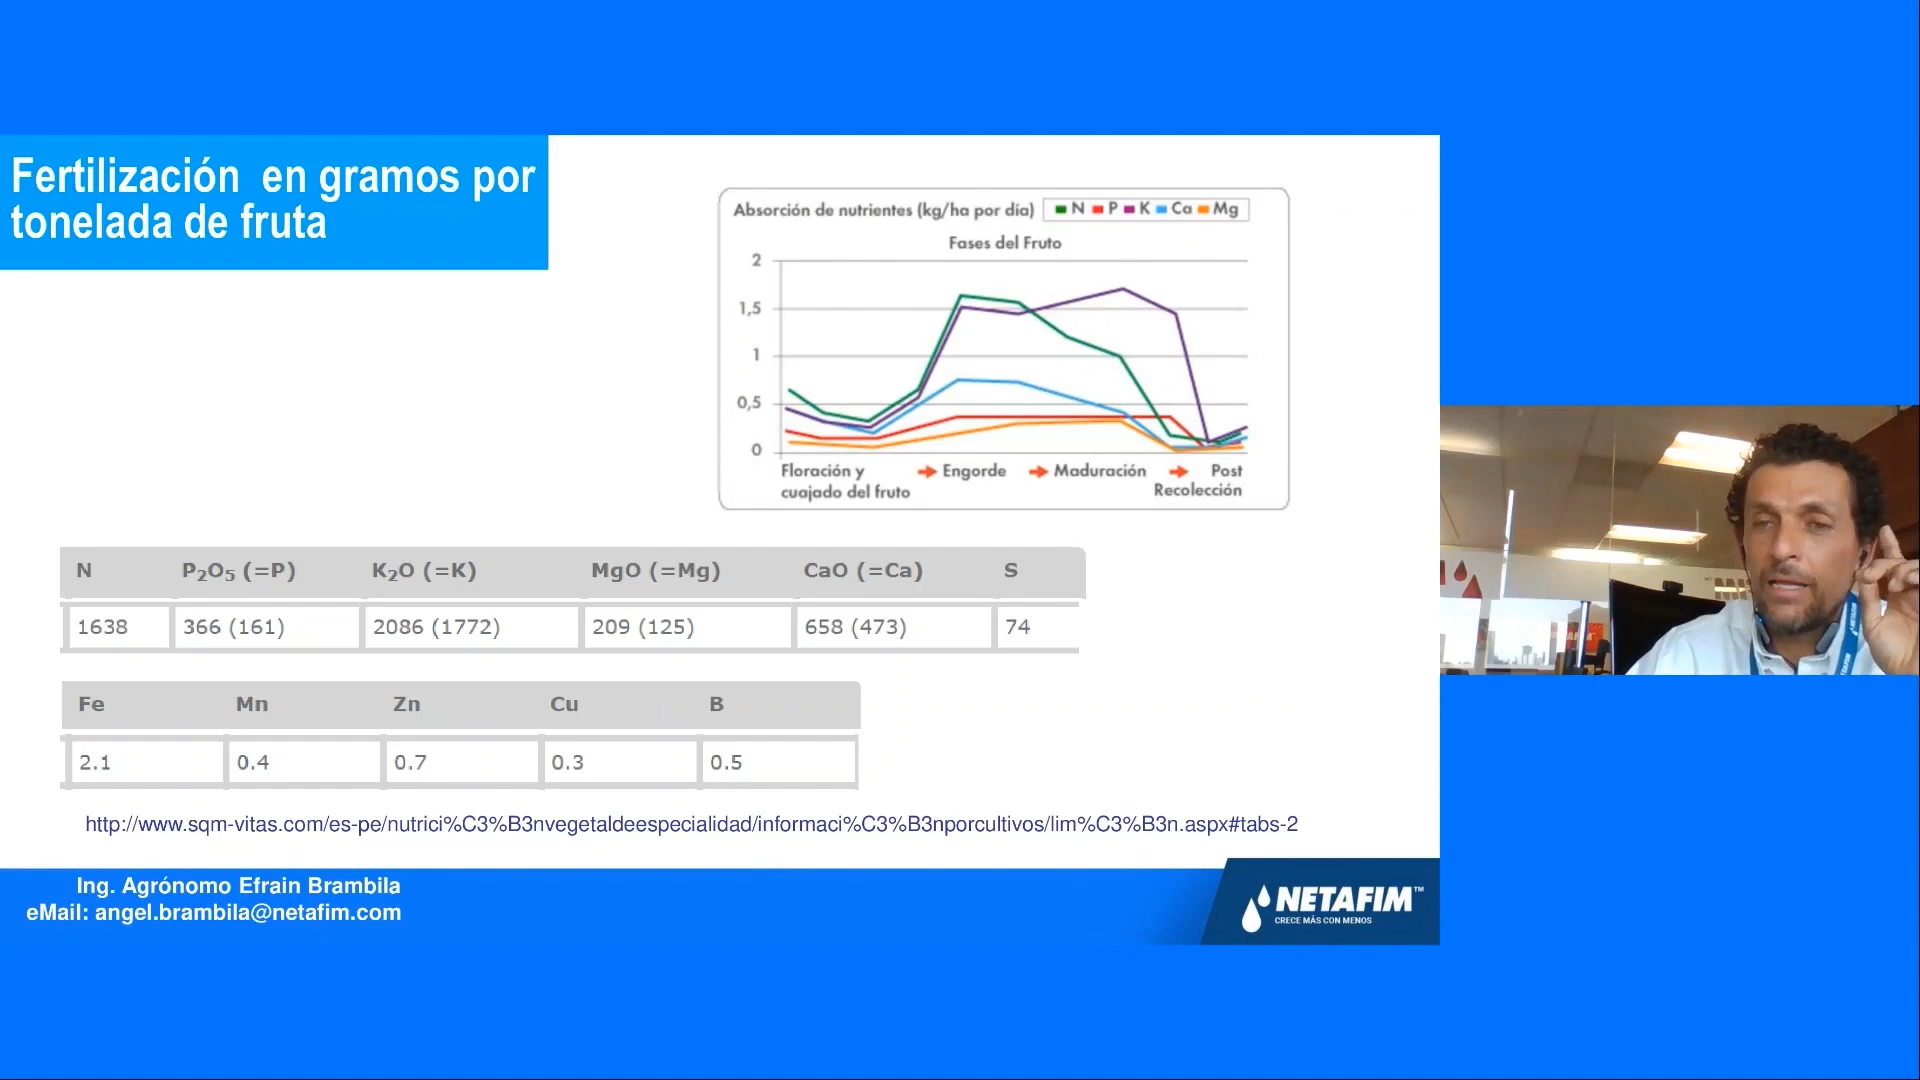 Fertilización en gramos por
tonelada de fruta
Absorción de nutrientes (kg/ha por día) N P K Ca Mg
Fases del Fruto
2
1,5
1
0,5
0
Floración y
cuajado del fruto
Engorde
Maduración
Post
Recolección
N P₂O₅ (=P) K₂O (=K) MgO (=Mg) CaO (=Ca) S
1638 366 (161) 2086 (1772) 209 (125) 658 (473) 74
Fe Mn Zn Cu B
2.1 0.4 0.7 0.3 0.5
http://www.sqm-vitas.com/es-pe/nutrici%C3%B3nvegetaldeespecialidad/informaci%C3%B3nporcultivos/lim%C3%B3n.aspx#tabs-2
Ing. Agrónomo Efrain Brambila
eMail: angel.brambila@netafim.com
NETAFIM™
CRECE MÁS CON MENOS